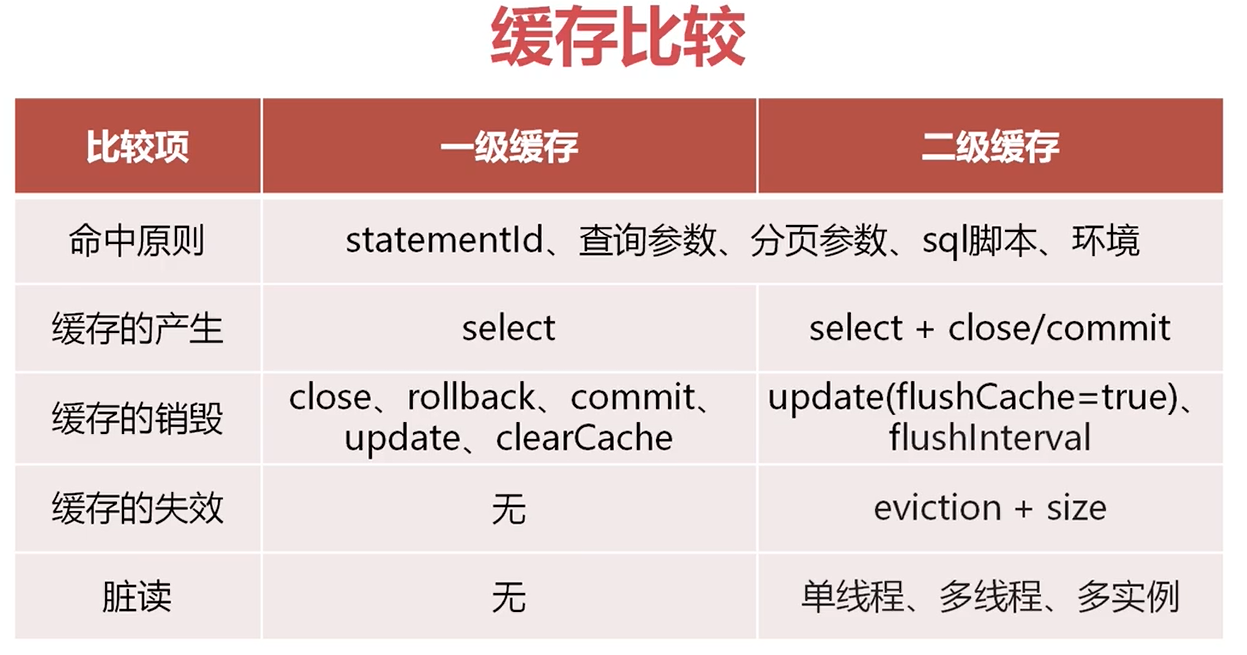 缓存比较
比较项 一级缓存 二级缓存
命中原则 statementId、查询参数、分页参数、sql脚本、环境
缓存的产生 select select + close/commit
缓存的销毁 close、rollback、commit、 update(flushCache=true)、
update、clearCache flushInterval
缓存的失效 无 eviction + size
脏读 无 单线程、多线程、多实例